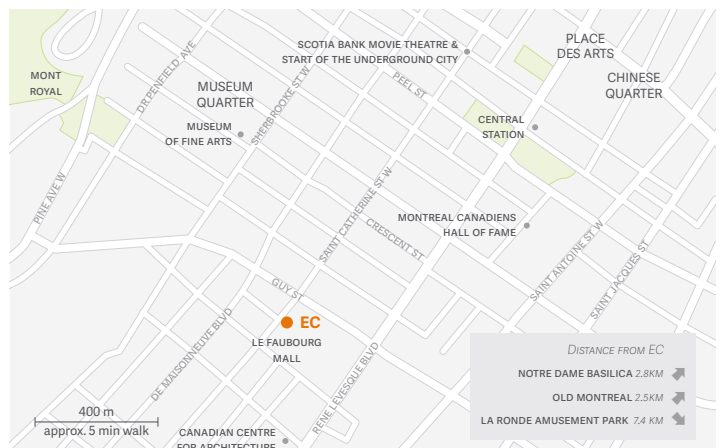 SCOTIA BANK MOVIE THEATRE &
START OF THE UNDERGROUND CITY
PLACE
DES ARTS
CHINESE
QUARTER
MONT
ROYAL
DR PENFIELD AVE
MUSEUM
QUARTER
PEEL ST
SHERBROOKE ST W
MUSEUM
OF FINE ARTS
CENTRAL
STATION
PINE AVE W
SAINT CATHERINE ST W
CRESCENT ST
MONTREAL CANADIENS
HALL OF FAME
SAINT ANTOINE ST W
SAINT JACQUES ST
GUY ST
EC
LE FAUBOURG
MALL
DE MAISONNEUVE BLVD
RENE LEVESQUE BLVD
DISTANCE FROM EC
NOTRE DAME BASILICA 2.8KM
OLD MONTREAL 2.5KM
LA RONDE AMUSEMENT PARK 7.4 KM
400 m
approx. 5 min walk
CANADIAN CENTRE
FOR ARCHITECTURE